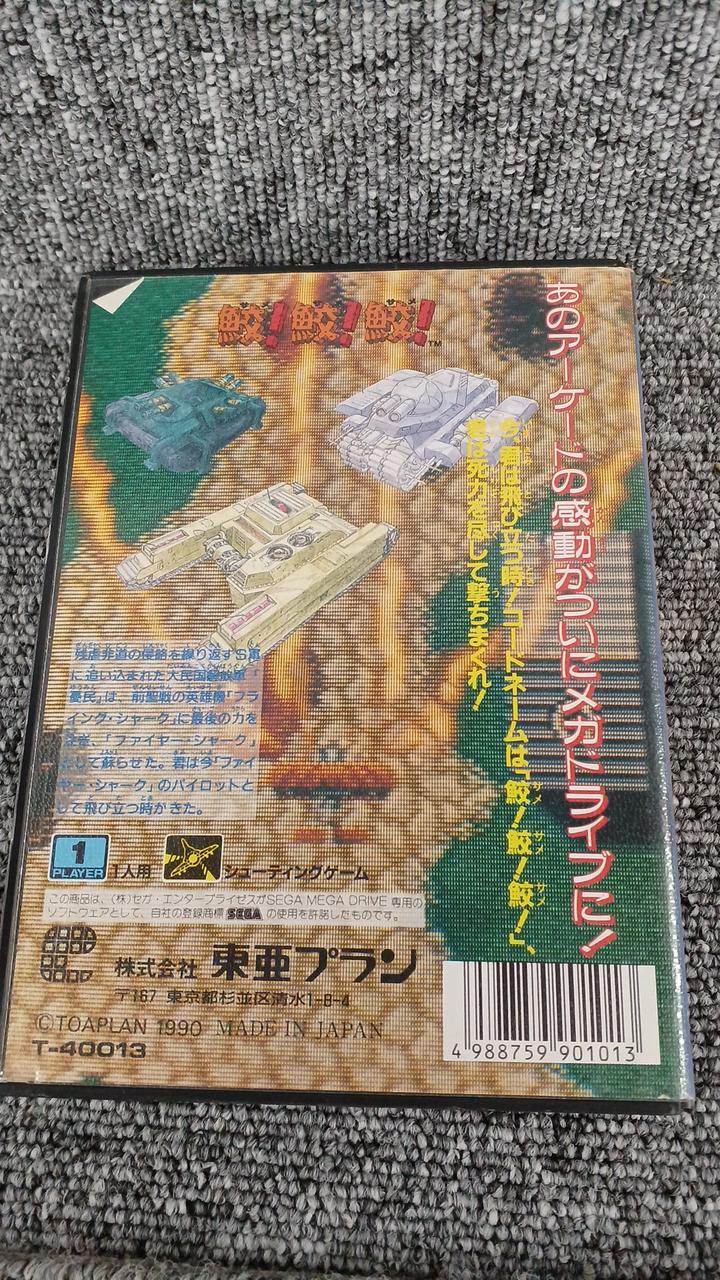 鮫!鮫!鮫!™
あのアーケードの感動がついにメガドライブに!
今、君は飛び立つ時!コードネームは「鮫!鮫!鮫!」、
君は死力を尽して撃ちまくれ!
残虐非道の侵略を繰り返すS軍
に追い込まれた大民国
憂民」は、前聖戦の英雄機「フラ
イング・シャーク」に最後の力を
「ファイヤー・シャーク」
として蘇らせた。君は今「ファイ
ヤー・シャーク」のパイロットと
して飛び立つ時がきた。
1 PLAYER 1人用 シューティングゲーム
この商品は、(株)セガ・エンタープライゼスがSEGA MEGA DRIVE 専用の
ソフトウェアとして、自社の登録商標 SEGA の使用を許諾したものです。
株式会社 東亜プラン
〒167 東京都杉並区清水1-8-4
©TOAPLAN 1990 MADE IN JAPAN
T-40013
4 988759 901013